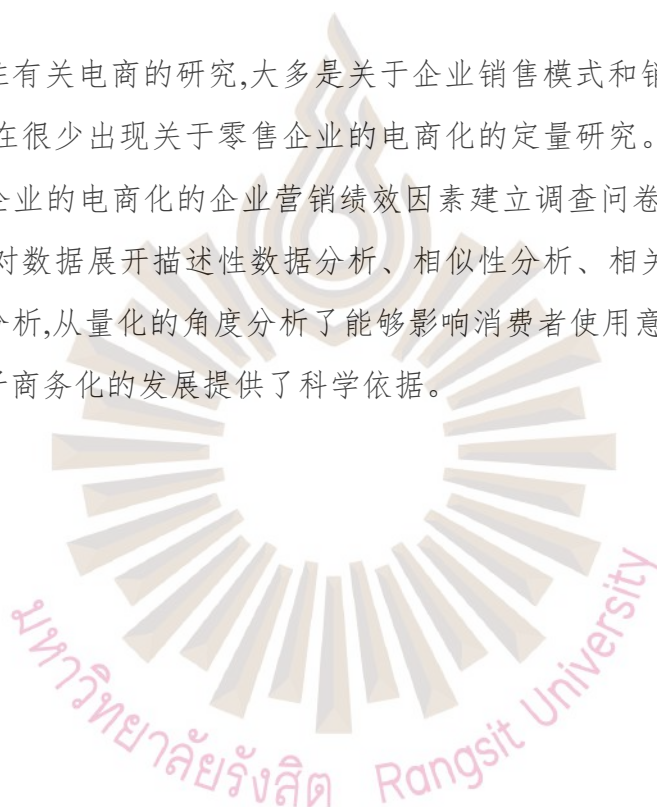 有关电商的研究,大多是关于企业销售模式和销
在很少出现关于零售企业的电商化的定量研究。
企业的电商化的企业营销绩效因素建立调查问卷
对数据展开描述性数据分析、相似性分析、相关
分析,从量化的角度分析了能够影响消费者使用意
子商务化的发展提供了科学依据。
มหาวิทยาลัยรังสิต Rangsit University